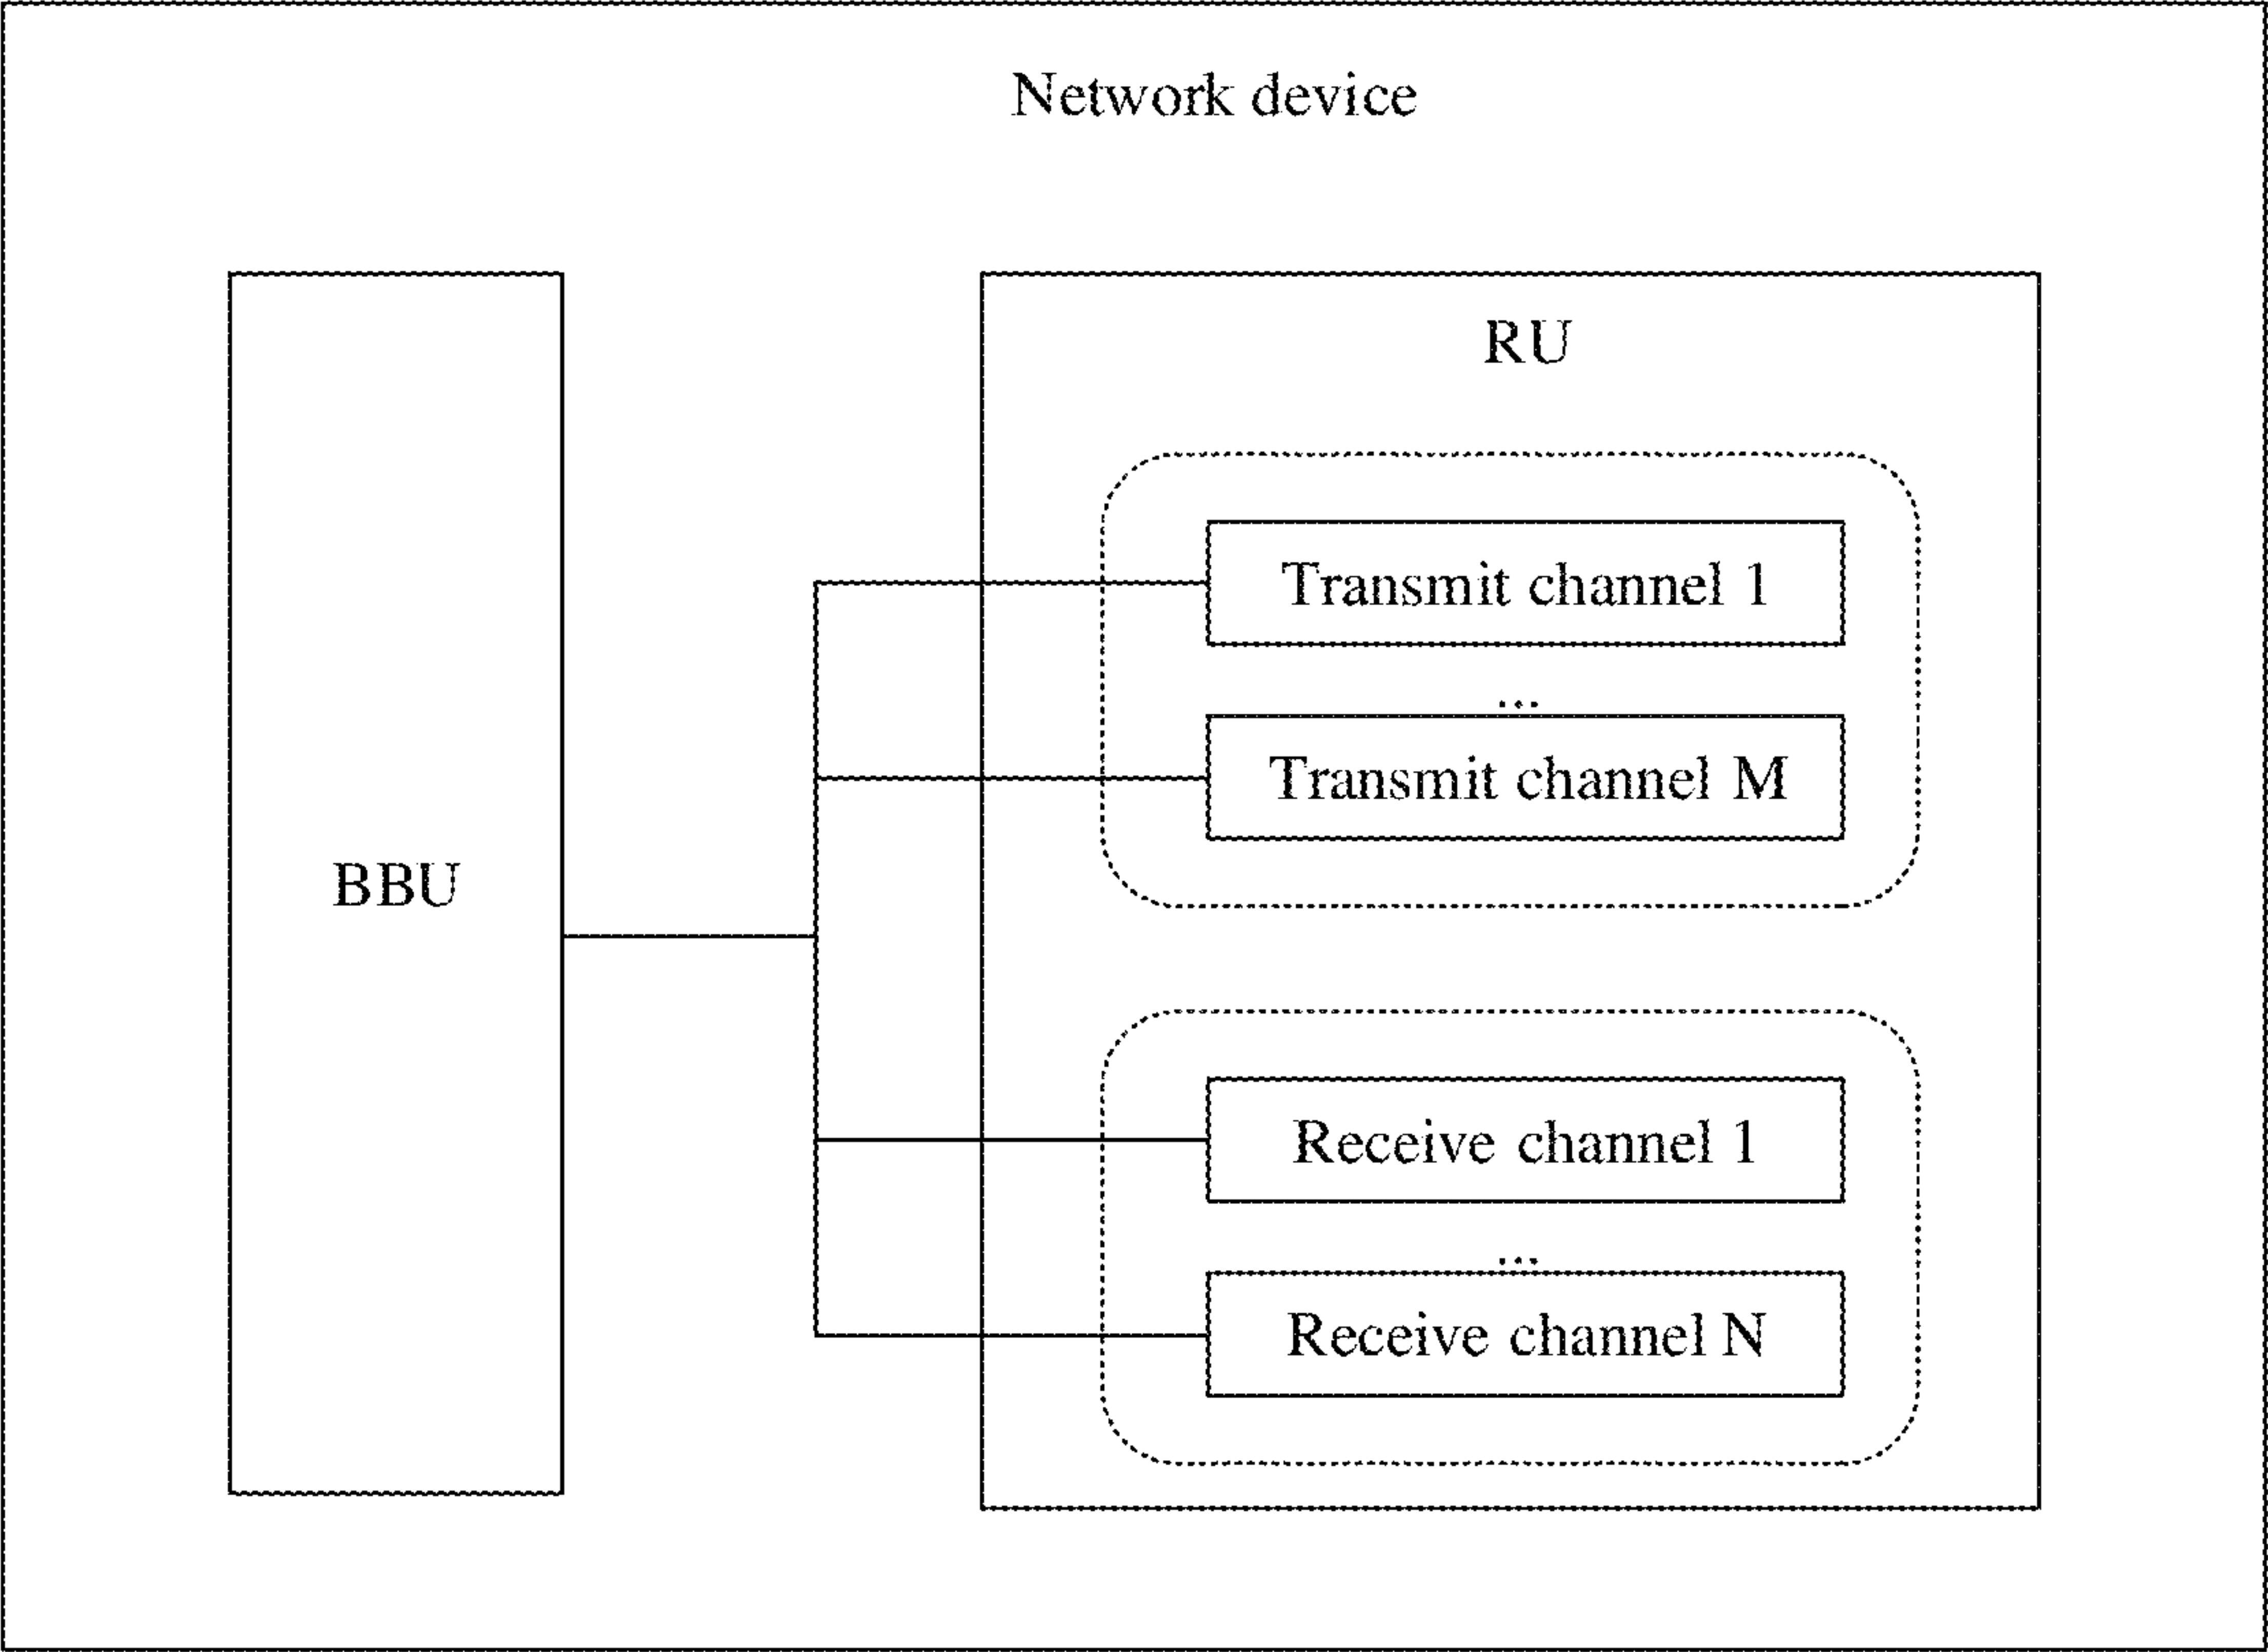 Network device
RU
Transmit channel 1
...
Transmit channel M
BBU
Receive channel 1
...
Receive channel N